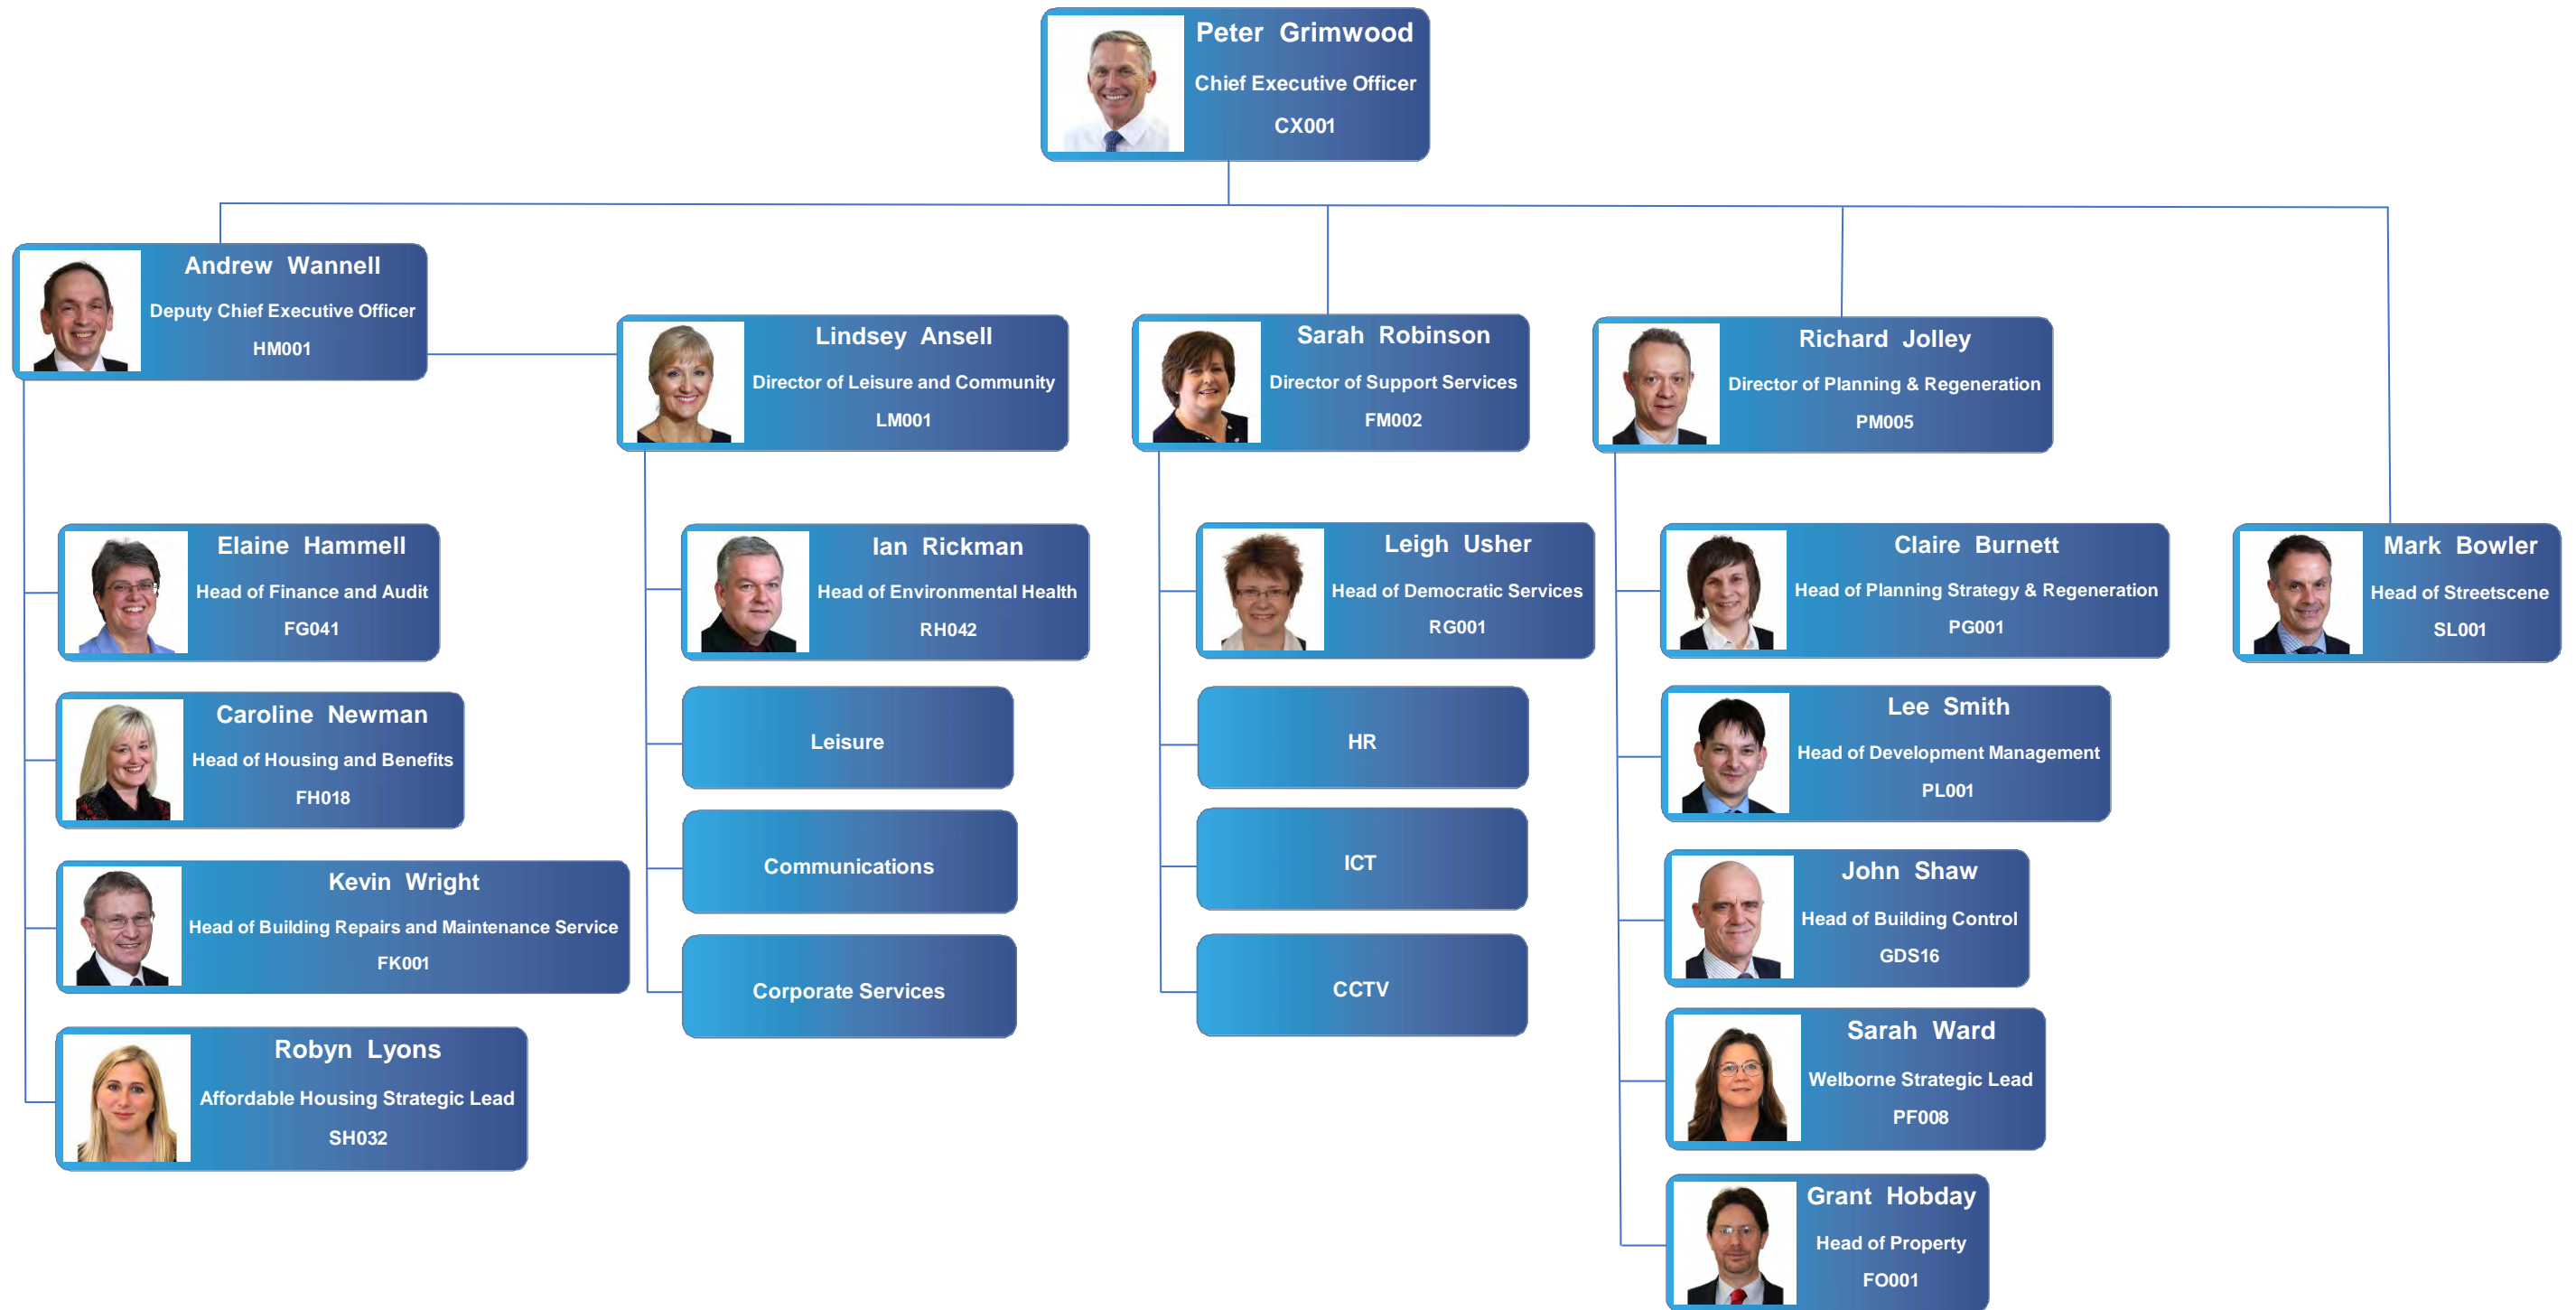 Peter Grimwood
Chief Executive Officer
CX001
Andrew Wannell
Deputy Chief Executive Officer
HM001
Lindsey Ansell
Director of Leisure and Community
LM001
Sarah Robinson
Director of Support Services
FM002
Richard Jolley
Director of Planning & Regeneration
PM005
Elaine Hammell
Head of Finance and Audit
FG041
Caroline Newman
Head of Housing and Benefits
FH018
Kevin Wright
Head of Building Repairs and Maintenance Service
FK001
Robyn Lyons
Affordable Housing Strategic Lead
SH032
Ian Rickman
Head of Environmental Health
RH042
Leisure
Communications
Corporate Services
Leigh Usher
Head of Democratic Services
RG001
HR
ICT
CCTV
Claire Burnett
Head of Planning Strategy & Regeneration
PG001
Lee Smith
Head of Development Management
PL001
John Shaw
Head of Building Control
GDS16
Sarah Ward
Welborne Strategic Lead
PF008
Grant Hobday
Head of Property
FO001
Mark Bowler
Head of Streetscene
SL001